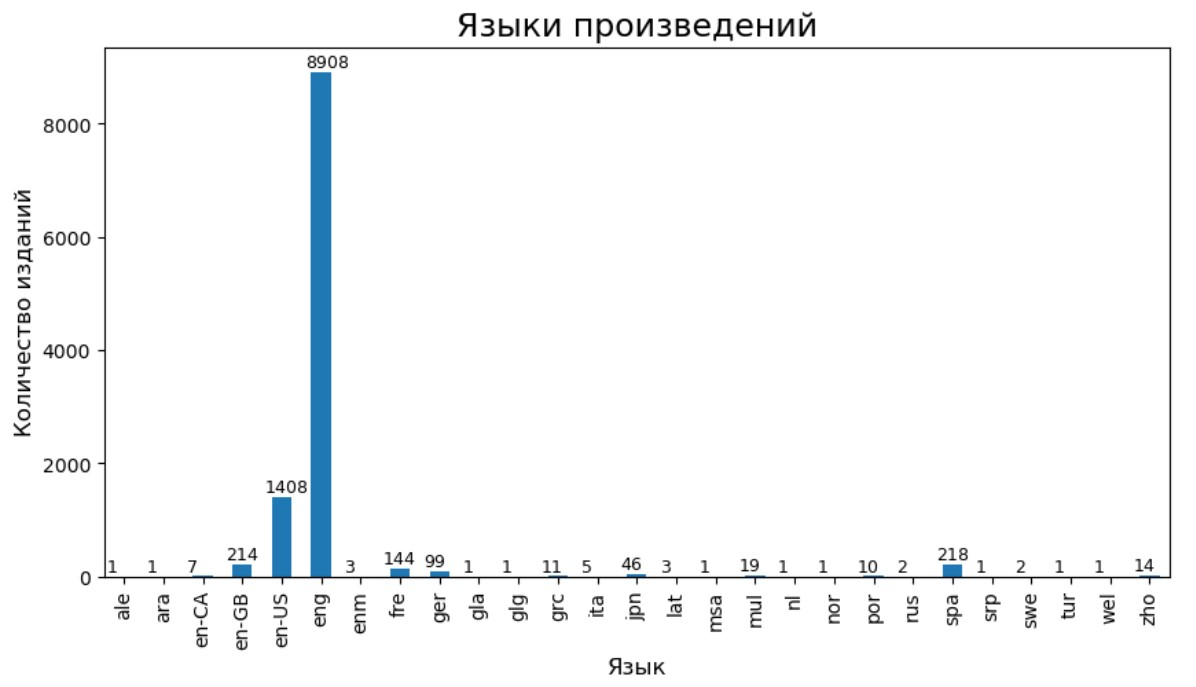 Языки произведений
Количество изданий
8000
6000
4000
2000
0
1 1 7 214 1408 8908 3 144 99 1 1 11 5 46 3 1 19 1 1 10 2 218 1 2 1 1 14
ale ara en-CA en-GB en-US eng enm fre ger gla glg grc ita jpn lat msa mul nl nor por rus spa srp swe tur wel zho
Язык